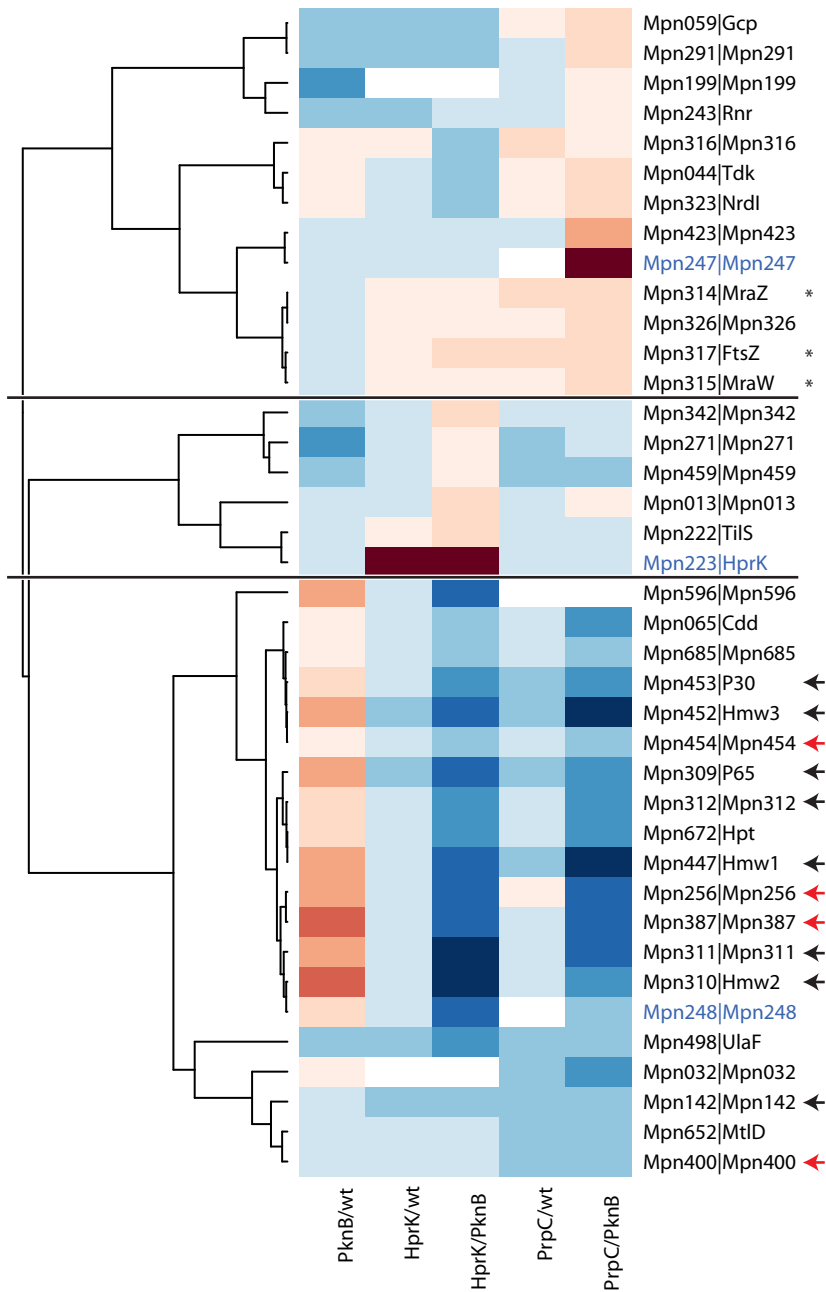 Mpn059|Gcp
Mpn291|Mpn291
Mpn199|Mpn199
Mpn243|Rnr
Mpn316|Mpn316
Mpn044|Tdk
Mpn323|NrdI
Mpn423|Mpn423
Mpn247|Mpn247
Mpn314|MraZ *
Mpn326|Mpn326
Mpn317|FtsZ *
Mpn315|MraW *
Mpn342|Mpn342
Mpn271|Mpn271
Mpn459|Mpn459
Mpn013|Mpn013
Mpn222|TilS
Mpn223|HprK
Mpn596|Mpn596
Mpn065|Cdd
Mpn685|Mpn685
Mpn453|P30
Mpn452|Hmw3
Mpn454|Mpn454
Mpn309|P65
Mpn312|Mpn312
Mpn672|Hpt
Mpn447|Hmw1
Mpn256|Mpn256
Mpn387|Mpn387
Mpn311|Mpn311
Mpn310|Hmw2
Mpn248|Mpn248
Mpn498|UlaF
Mpn032|Mpn032
Mpn142|Mpn142
Mpn652|MtlD
Mpn400|Mpn400
PknB/wt
HprK/wt
HprK/PknB
PrpC/wt
PrpC/PknB